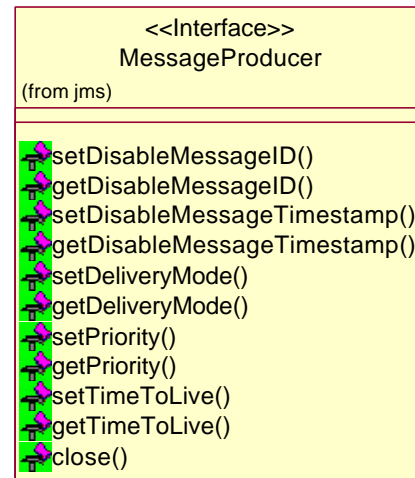 <<Interface>>
MessageProducer
(from jms)
setDisableMessageID()
getDisableMessageID()
setDisableMessageTimestamp()
getDisableMessageTimestamp()
setDeliveryMode()
getDeliveryMode()
setPriority()
getPriority()
setTimeToLive()
getTimeToLive()
close()